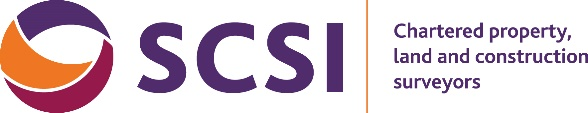 SCSI
Chartered property,
land and construction
surveyors